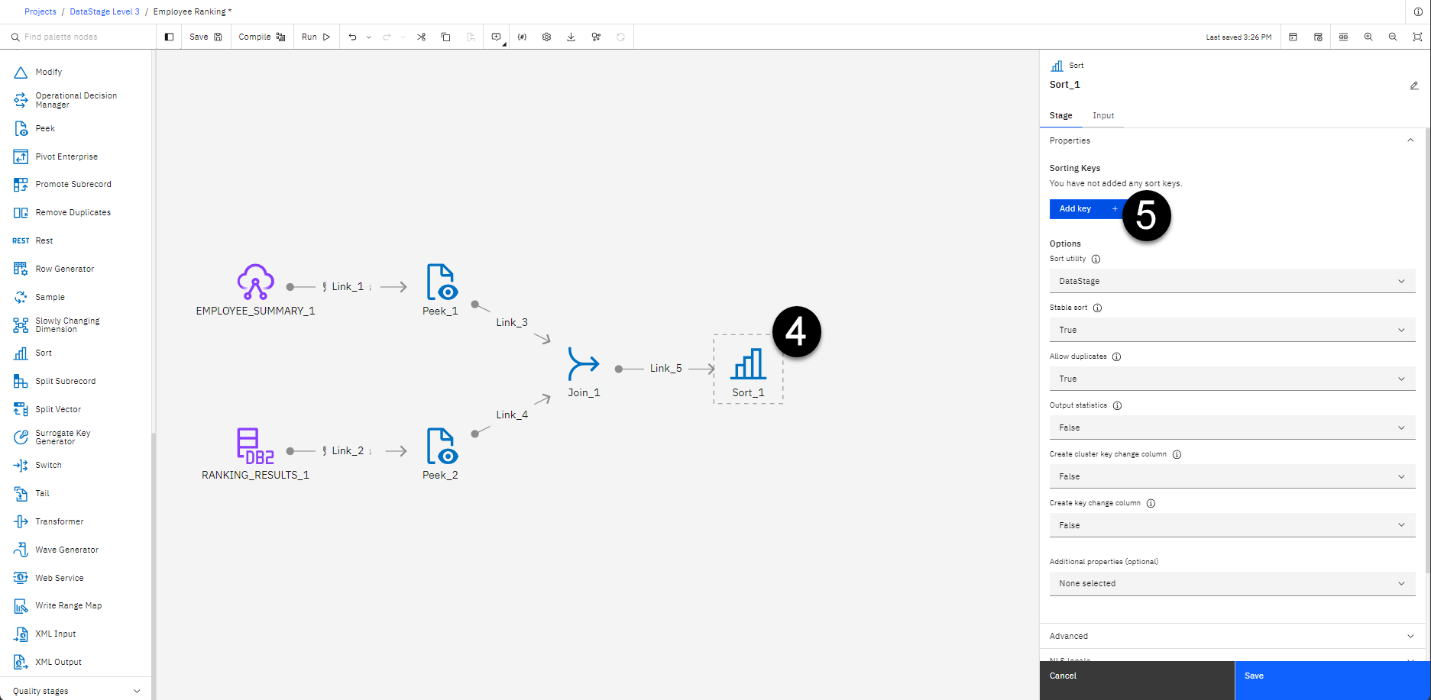 Projects / DataStage Level 3 / Employee Ranking *
Find palette nodes
Save
Compile
Run
Last saved 3:26 PM
Modify
Operational Decision
Manager
Peek
Pivot Enterprise
Promote Subrecord
Remove Duplicates
REST Rest
Row Generator
Sample
Slowly Changing
Dimension
Sort
Split Subrecord
Split Vector
Surrogate Key
Generator
Switch
Tail
Transformer
Wave Generator
Web Service
Write Range Map
XML Input
XML Output
Quality stages
Link_1
EMPLOYEE_SUMMARY_1
Peek_1
Link_3
4
Join_1
Link_5
Sort_1
Link_4
DB2
Link_2
RANKING_RESULTS_1
Peek_2
Sort
Sort_1
Stage
Input
Properties
Sorting Keys
You have not added any sort keys.
Add key +
5
Options
Sort utility
DataStage
Stable sort
True
Allow duplicates
True
Output statistics
False
Create cluster key change column
False
Create key change column
False
Additional properties (optional)
None selected
Advanced
NLS locale
Cancel
Save